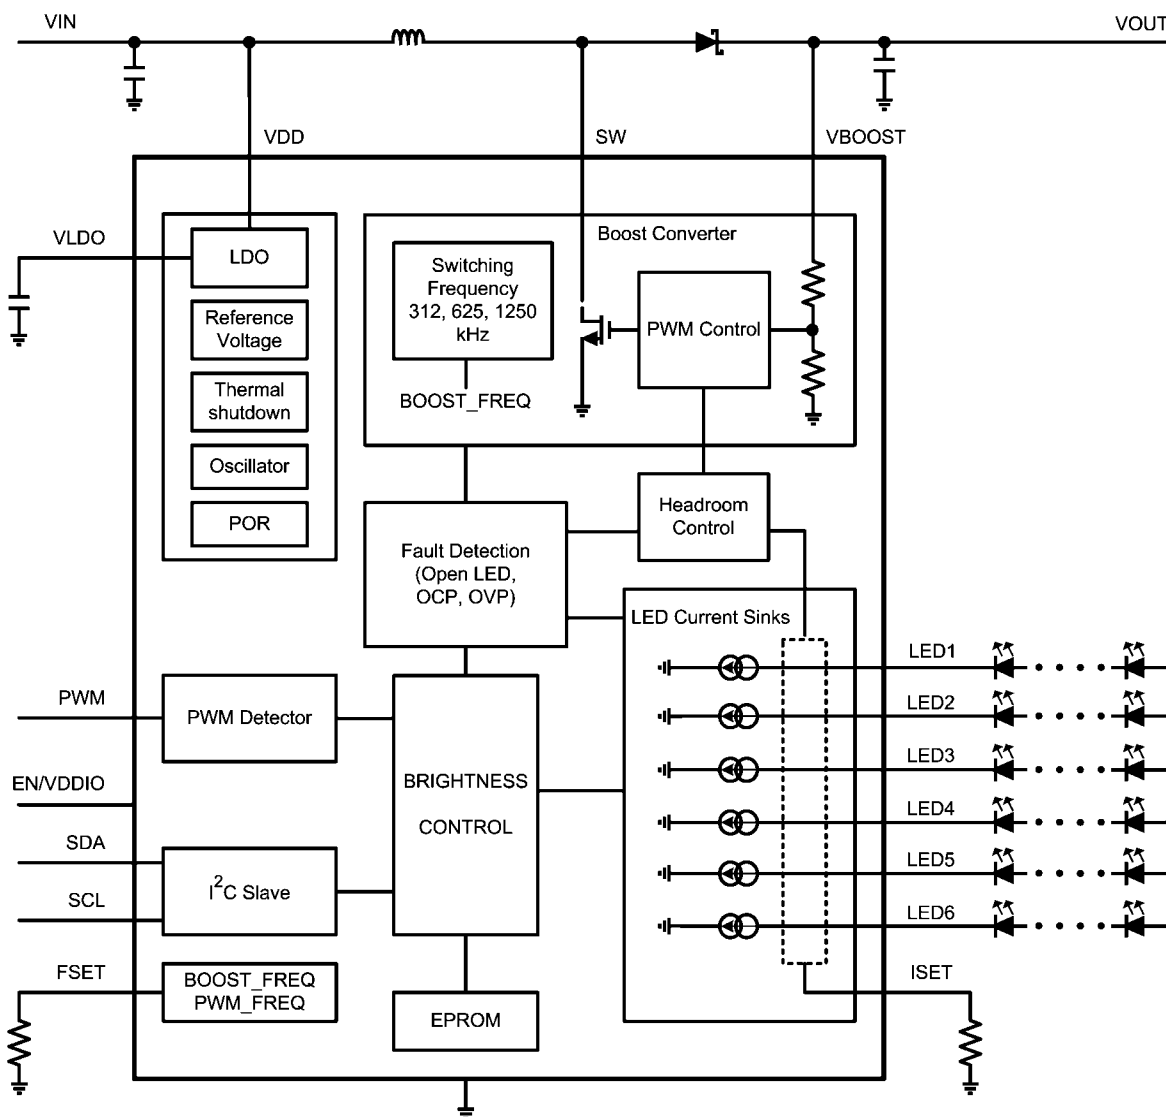 VIN
VOUT
VDD
SW
VBOOST
VLDO
LDO
Reference
Voltage
Thermal
shutdown
Oscillator
POR
Boost Converter
Switching
Frequency
312, 625, 1250
kHz
BOOST_FREQ
PWM Control
Headroom
Control
Fault Detection
(Open LED,
OCP, OVP)
LED Current Sinks
LED1
LED2
LED3
LED4
LED5
LED6
PWM
PWM Detector
EN/VDDIO
BRIGHTNESS
CONTROL
SDA
SCL
I²C Slave
FSET
BOOST_FREQ
PWM_FREQ
EPROM
ISET